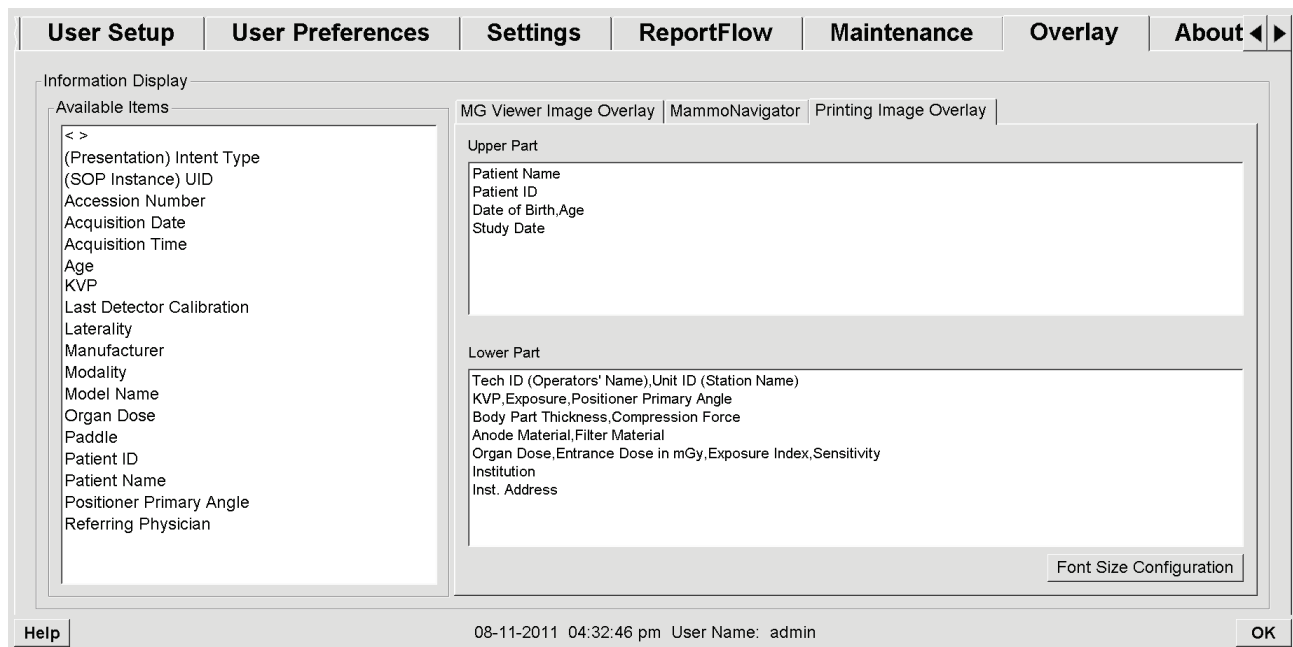 User Setup User Preferences Settings ReportFlow Maintenance Overlay About
Information Display
Available Items
< >
(Presentation) Intent Type
(SOP Instance) UID
Accession Number
Acquisition Date
Acquisition Time
Age
KVP
Last Detector Calibration
Laterality
Manufacturer
Modality
Model Name
Organ Dose
Paddle
Patient ID
Patient Name
Positioner Primary Angle
Referring Physician
MG Viewer Image Overlay MammoNavigator Printing Image Overlay
Upper Part
Patient Name
Patient ID
Date of Birth,Age
Study Date
Lower Part
Tech ID (Operators' Name),Unit ID (Station Name)
KVP,Exposure,Positioner Primary Angle
Body Part Thickness,Compression Force
Anode Material,Filter Material
Organ Dose,Entrance Dose in mGy,Exposure Index,Sensitivity
Institution
Inst. Address
Font Size Configuration
Help 08-11-2011 04:32:46 pm User Name: admin OK